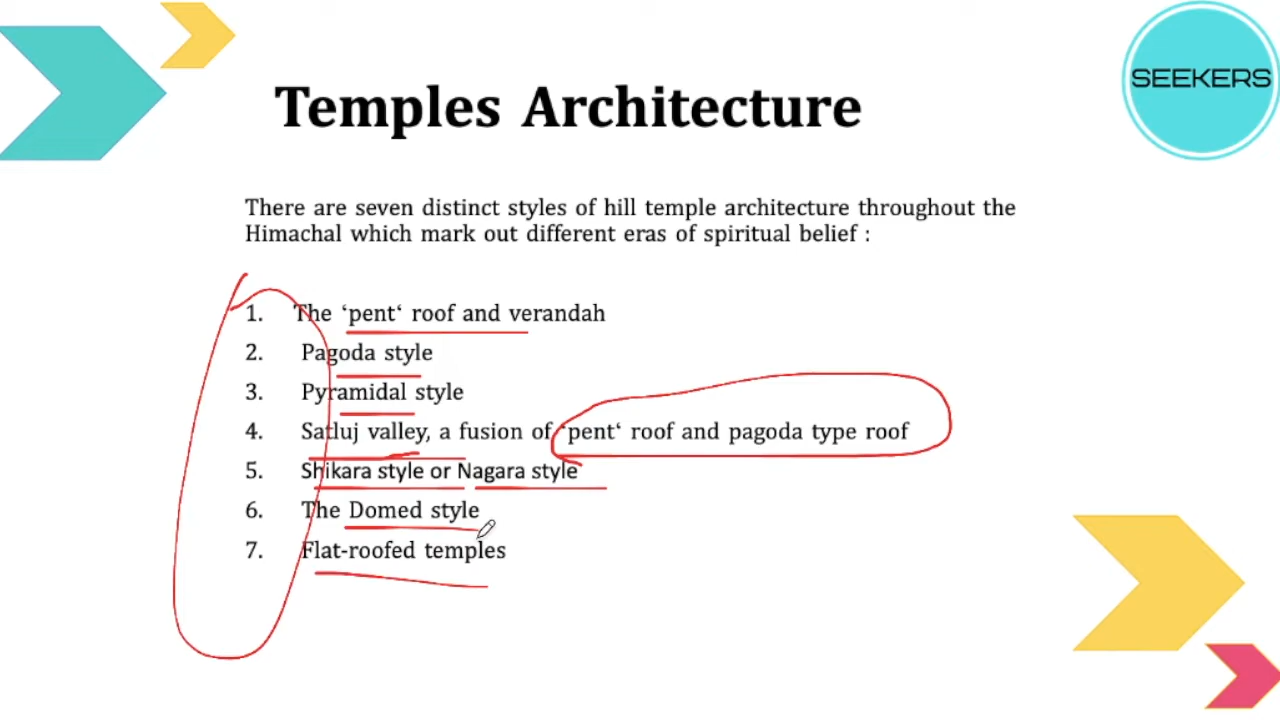 SEEKERS
Temples Architecture
There are seven distinct styles of hill temple architecture throughout the
Himachal which mark out different eras of spiritual belief :
1. The ‘pent‘ roof and verandah
2. Pagoda style
3. Pyramidal style
4. Satluj valley, a fusion of ‘pent‘ roof and pagoda type roof
5. Shikara style or Nagara style
6. The Domed style
7. Flat-roofed temples